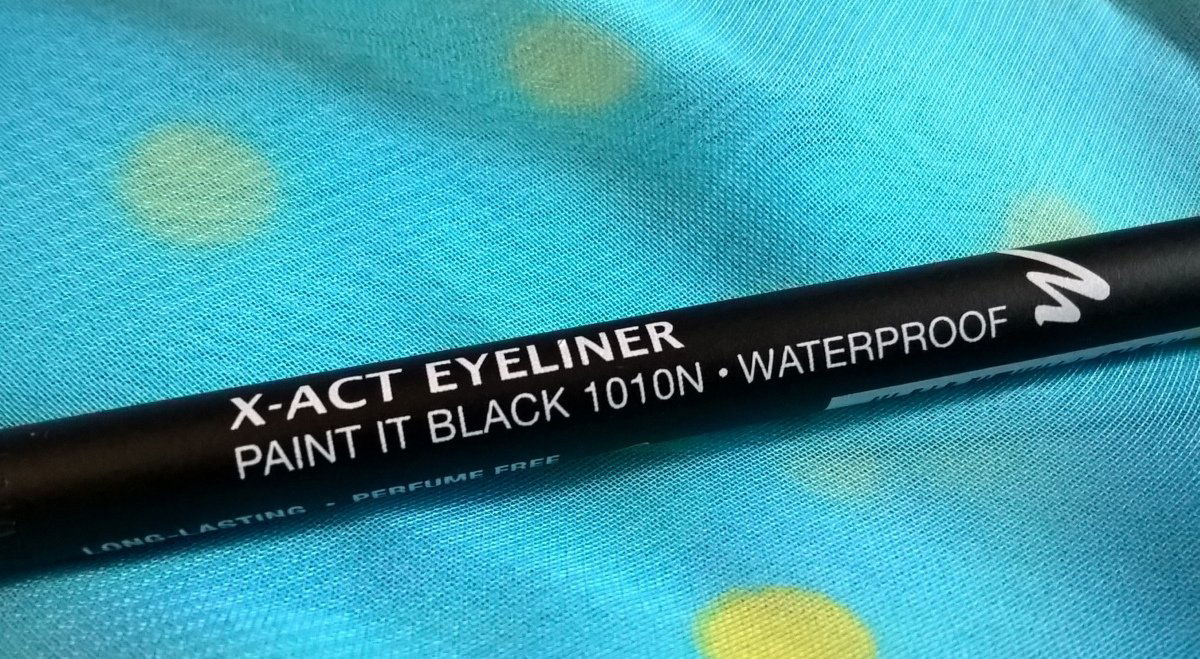 X-ACT EYELINER
PAINT IT BLACK 1010N • WATERPROOF
LONG-LASTING - PERFUME FREE